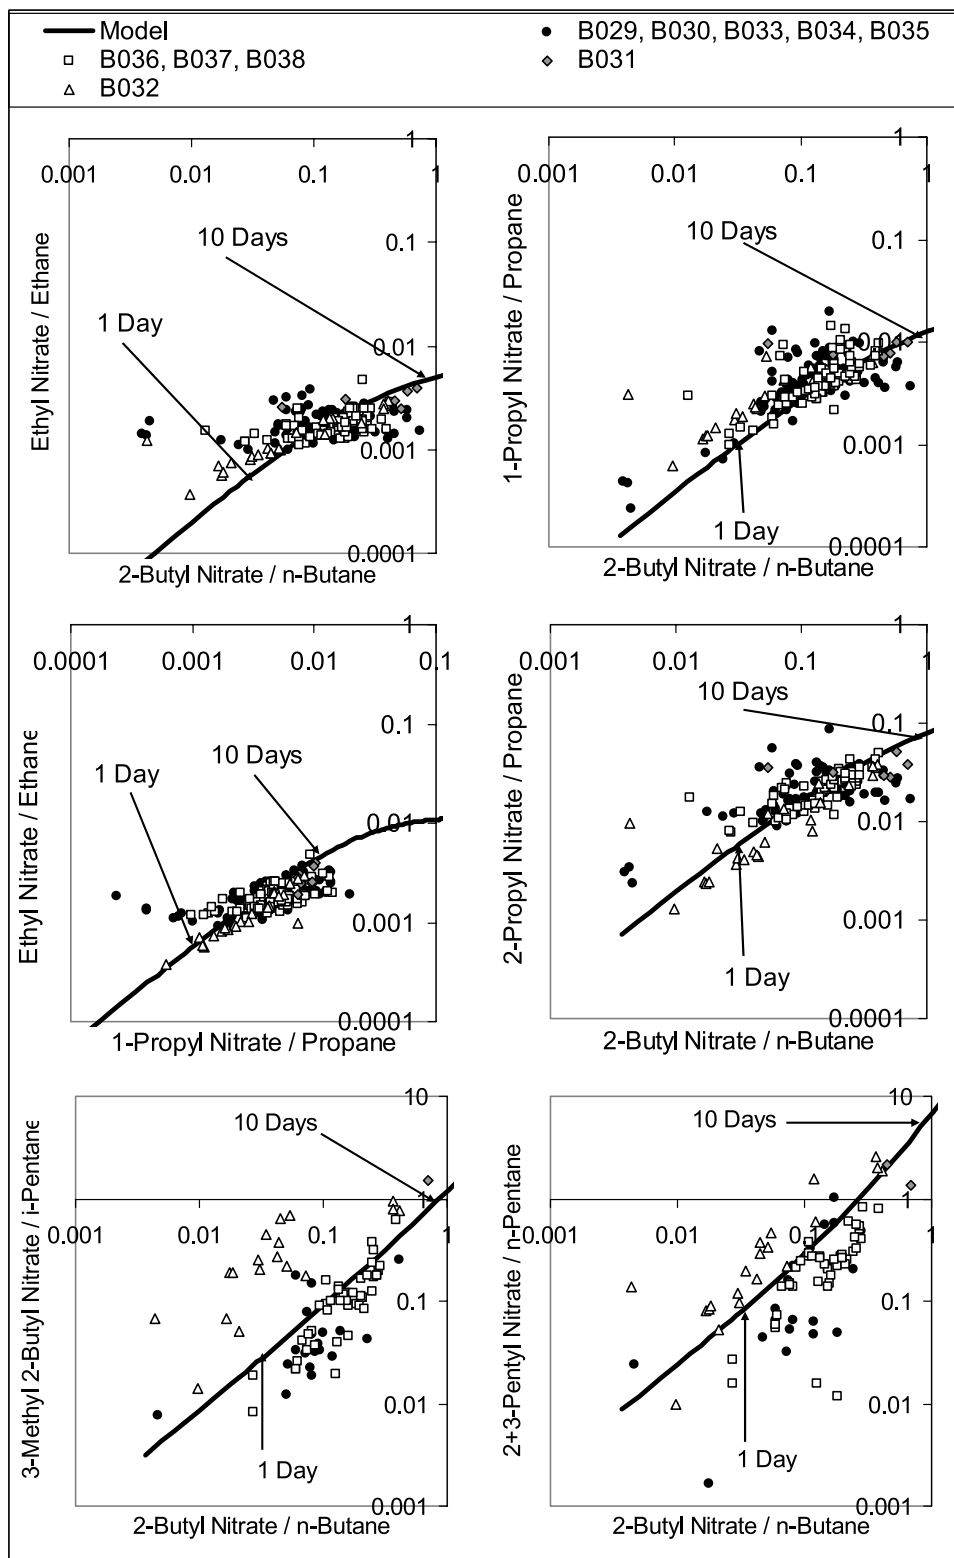 Model
B029, B030, B033, B034, B035
B036, B037, B038
B031
B032
1
0.001 0.01 0.1 1
10 Days
0.1
1 Day
0.01
0.001
0.0001
Ethyl Nitrate / Ethane
2-Butyl Nitrate / n-Butane
1
0.001 0.01 0.1 1
10 Days
0.1
0.01
0.001
1 Day
0.0001
1-Propyl Nitrate / Propane
2-Butyl Nitrate / n-Butane
1
0.0001 0.001 0.01 0.1
0.1
1 Day
10 Days
0.01
0.001
0.0001
Ethyl Nitrate / Ethane
1-Propyl Nitrate / Propane
1
0.001 0.01 0.1 1
10 Days
0.1
0.01
0.001
1 Day
0.0001
2-Propyl Nitrate / Propane
2-Butyl Nitrate / n-Butane
10
10 Days
1
0.001 0.01 0.1 1
0.1
0.01
1 Day
0.001
3-Methyl 2-Butyl Nitrate / i-Pentane
2-Butyl Nitrate / n-Butane
10
10 Days
1
0.001 0.01 0.1 1
0.1
0.01
1 Day
0.001
2+3-Pentyl Nitrate / n-Pentane
2-Butyl Nitrate / n-Butane